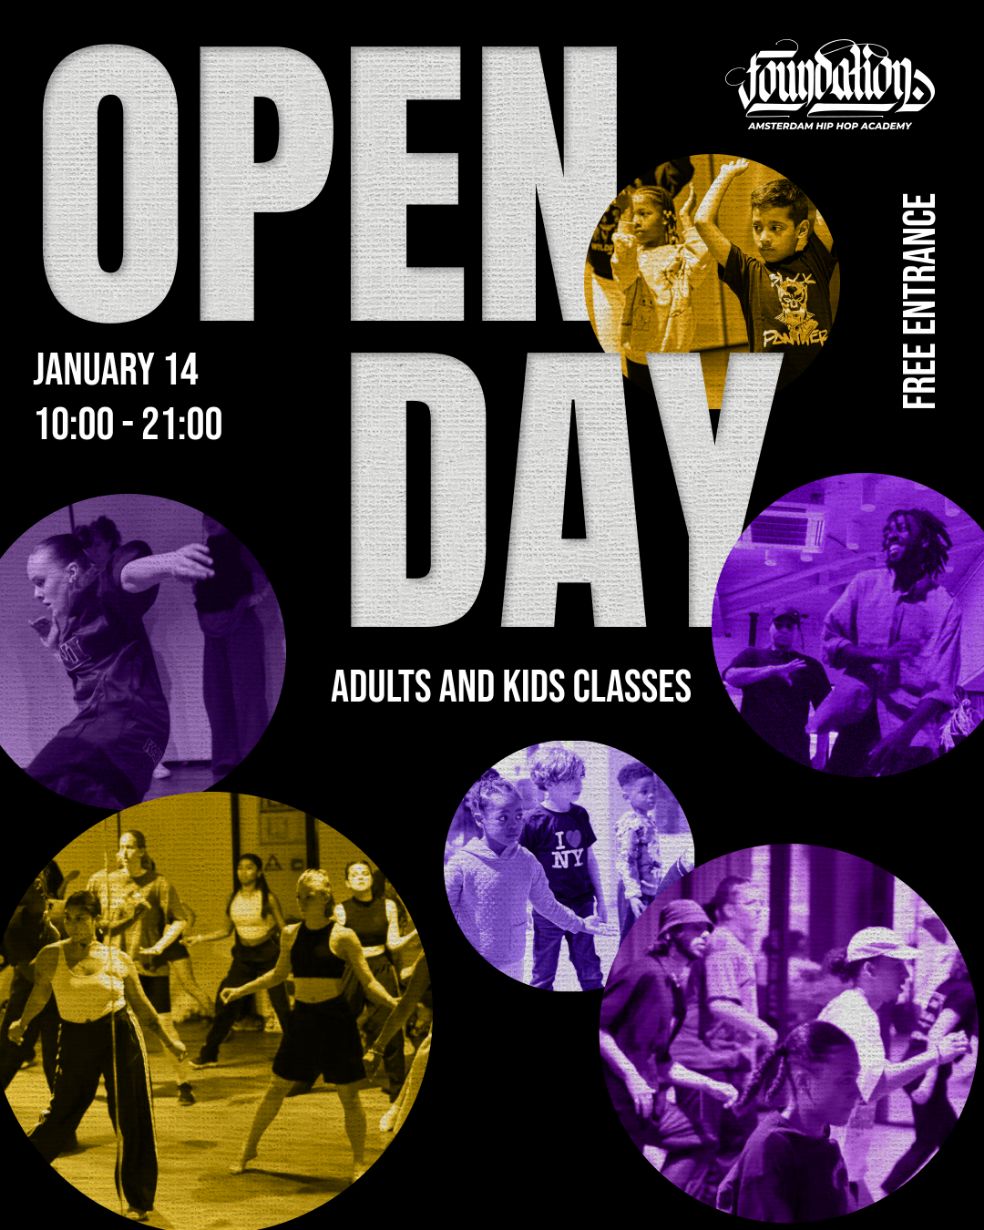 OPEN
foundation
AMSTERDAM HIP HOP ACADEMY
FREE ENTRANCE
JANUARY 14
10:00 - 21:00
DAY
ADULTS AND KIDS CLASSES
PANTHER
I
NY